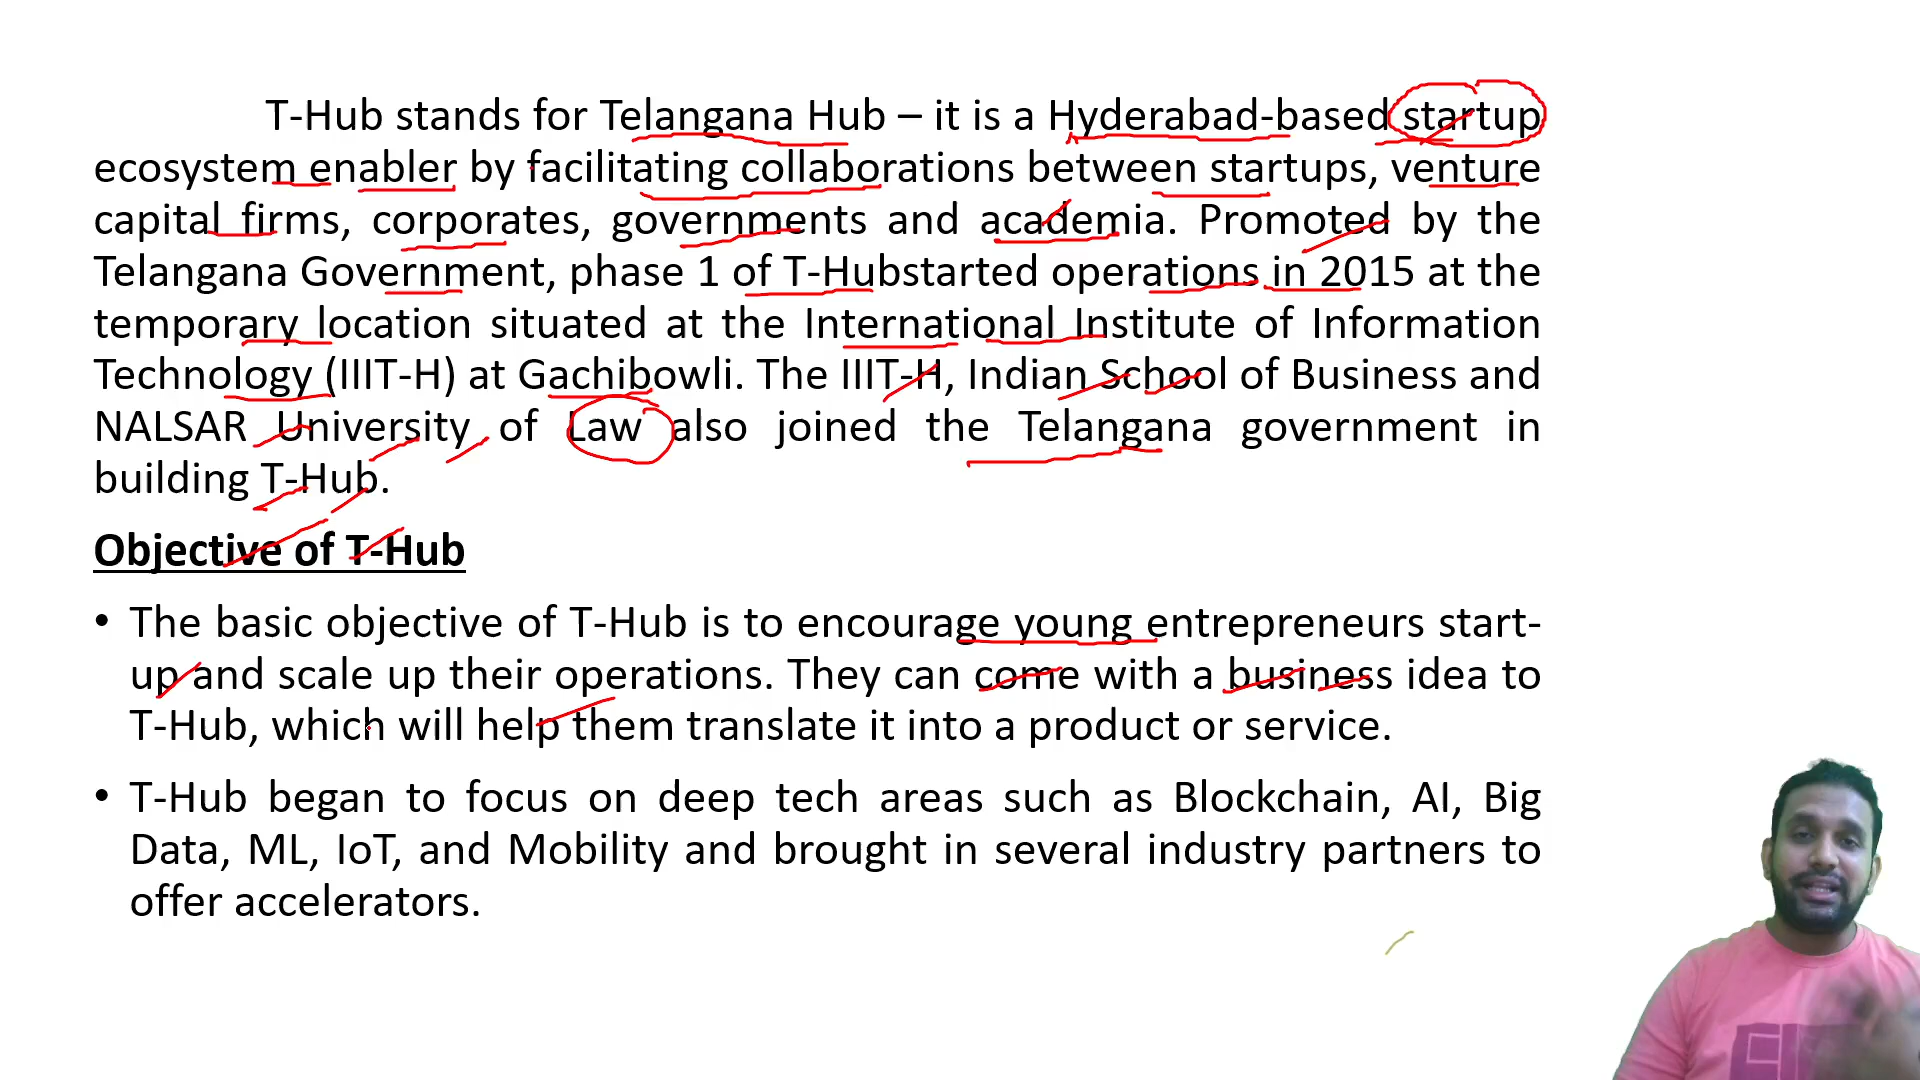 T-Hub stands for Telangana Hub – it is a Hyderabad-based startup
ecosystem enabler by facilitating collaborations between startups, venture
capital firms, corporates, governments and academia. Promoted by the
Telangana Government, phase 1 of T-Hubstarted operations in 2015 at the
temporary location situated at the International Institute of Information
Technology (IIIT-H) at Gachibowli. The IIIT-H, Indian School of Business and
NALSAR University of Law also joined the Telangana government in
building T-Hub.
Objective of T-Hub
• The basic objective of T-Hub is to encourage young entrepreneurs start-
up and scale up their operations. They can come with a business idea to
T-Hub, which will help them translate it into a product or service.
• T-Hub began to focus on deep tech areas such as Blockchain, AI, Big
Data, ML, IoT, and Mobility and brought in several industry partners to
offer accelerators.